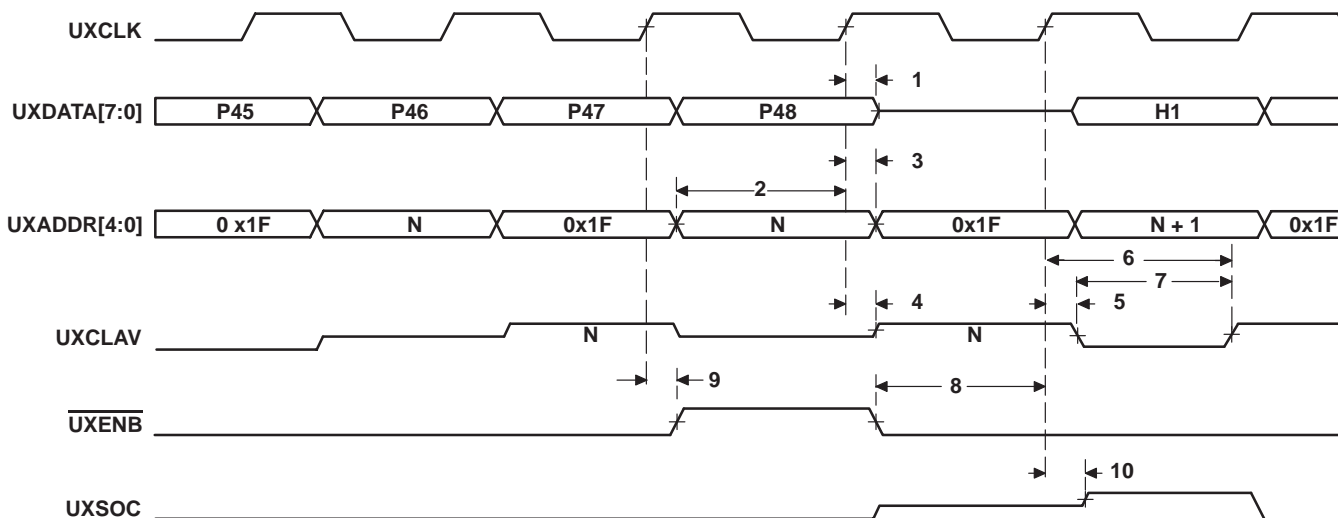 UXCLK
1
UXDATA[7:0] P45 P46 P47 P48 H1
3
2
UXADDR[4:0] 0 x1F N 0x1F N 0x1F N + 1 0x1F
6
7
4 5
UXCLAV N N
9 8
UXENB
10
UXSOC